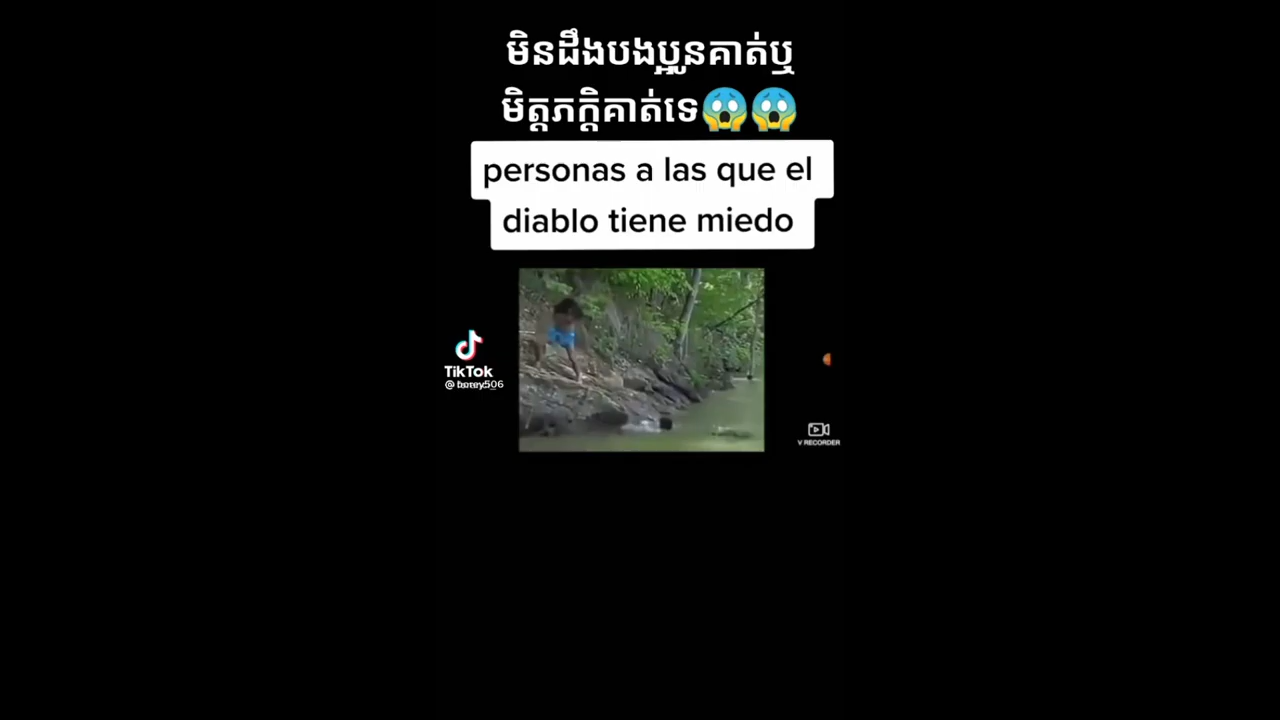 មិនដឹងបងប្អូនគាត់ឬ
មិត្តភក្តិគាត់ទេ😱😱
personas a las que el
diablo tiene miedo
TikTok
V RECORDER